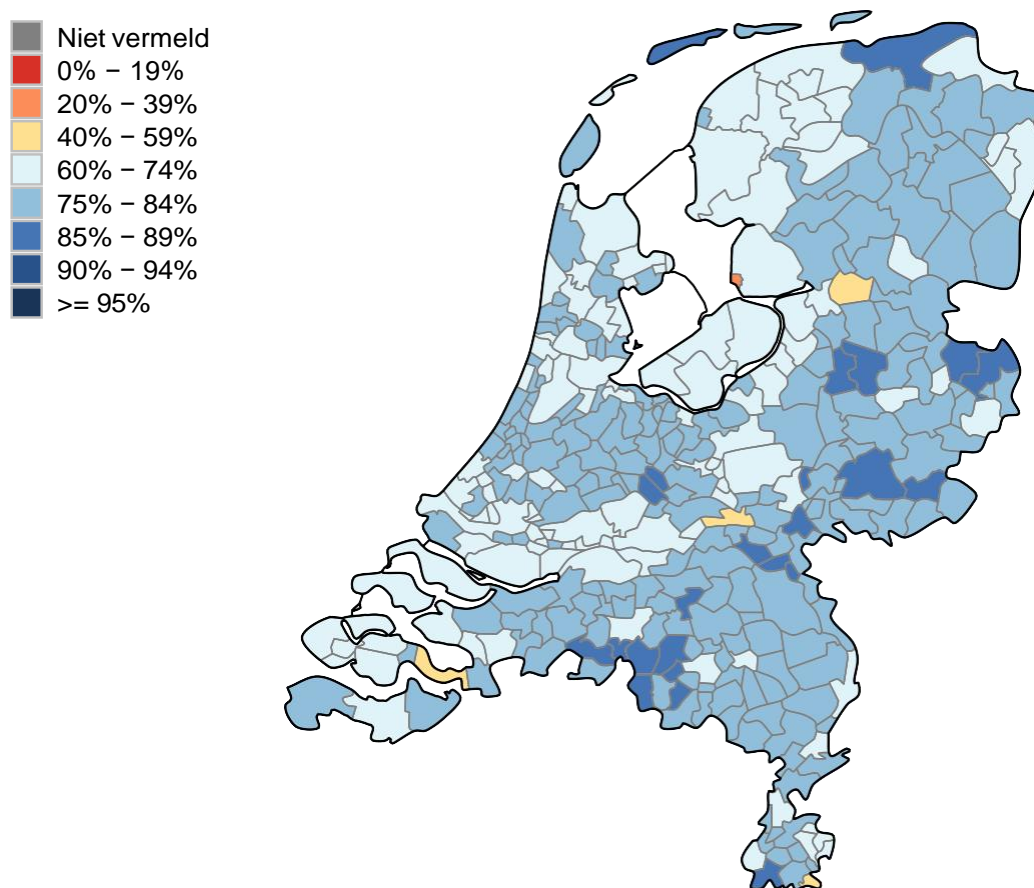 Niet vermeld
0% − 19%
20% − 39%
40% − 59%
60% − 74%
75% − 84%
85% − 89%
90% − 94%
>= 95%